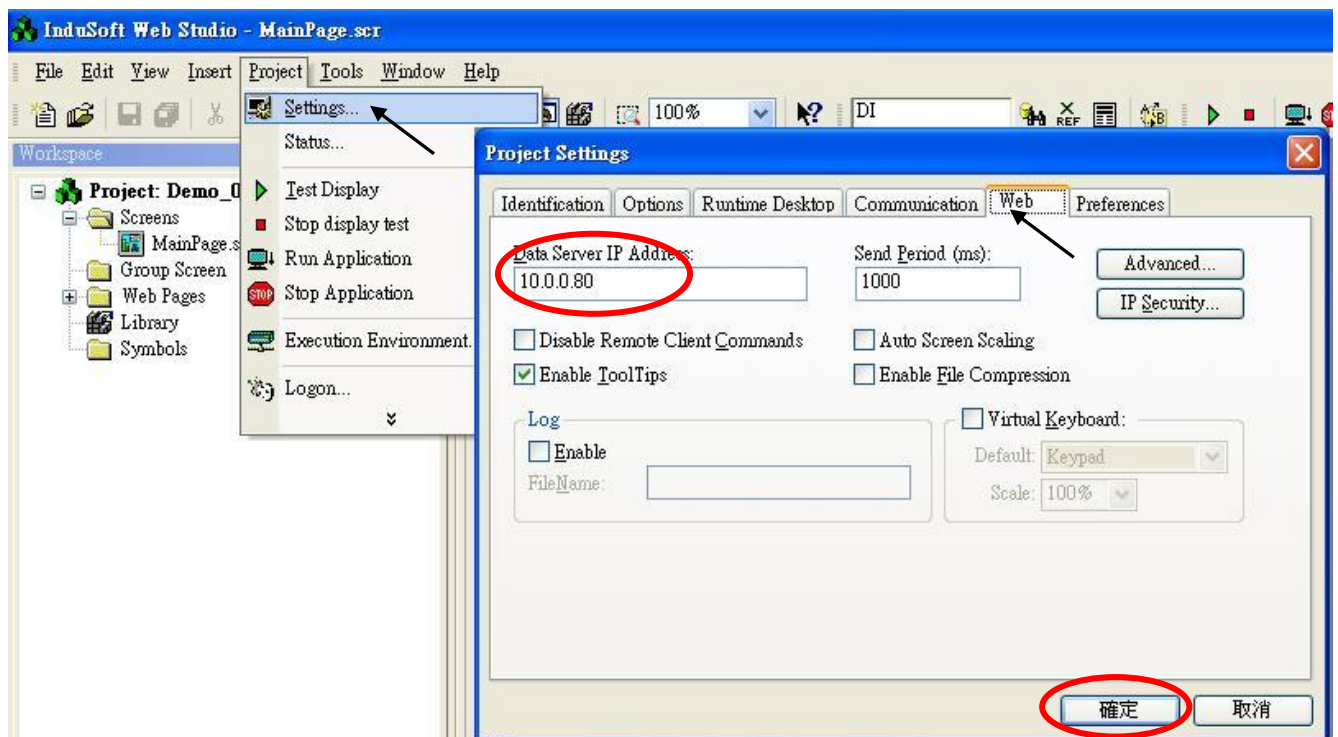 InduSoft Web Studio - MainPage.scr
File Edit View Insert Project Tools Window Help
100% DI REF
Settings...
Status...
Test Display
Stop display test
Run Application
STOP Stop Application
Execution Environment.
Logon...
Workspace
Project: Demo_0
Screens
MainPage.s
Group Screen
Web Pages
Library
Symbols
Project Settings
Identification Options Runtime Desktop Communication Web Preferences
Data Server IP Address: Send Period (ms): Advanced...
10.0.0.80 1000 IP Security...
Disable Remote Client Commands Auto Screen Scaling
Enable ToolTips Enable File Compression
Log Virtual Keyboard:
Enable Default: Keypad
FileName: Scale: 100%
確定 取消